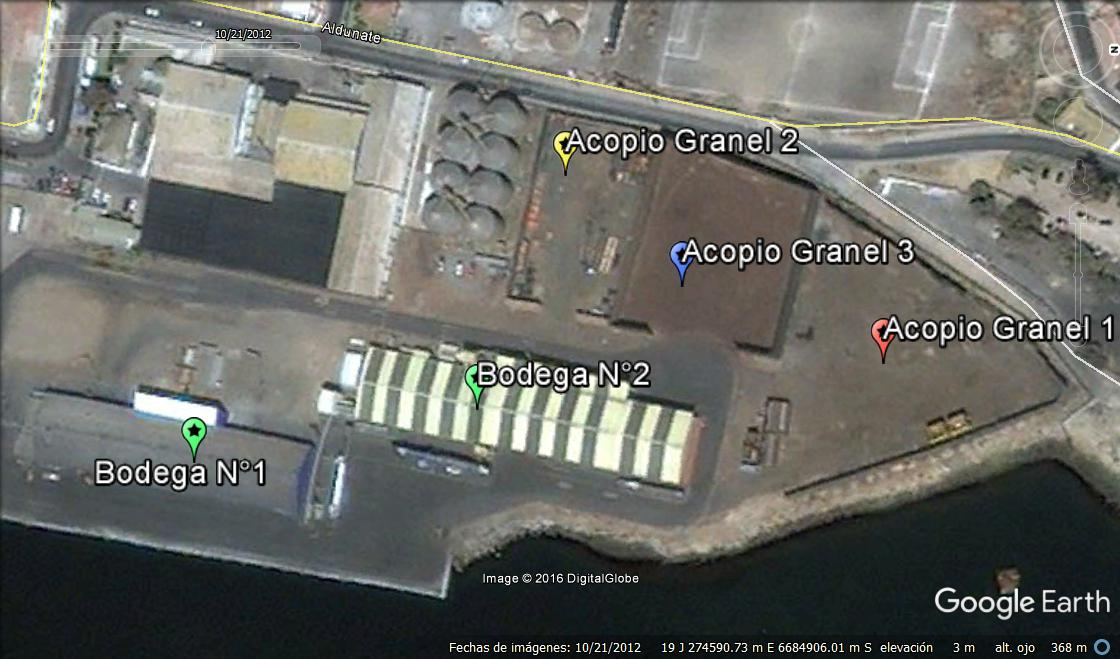 10/21/2012
Aldunate
N
Acopio Granel 2
Acopio Granel 3
Acopio Granel 1
Bodega N°2
Bodega N°1
Image © 2016 DigitalGlobe
Google Earth
Fechas de imágenes: 10/21/2012 19 J 274590.73 m E 6684906.01 m S elevación 3 m alt. ojo 368 m